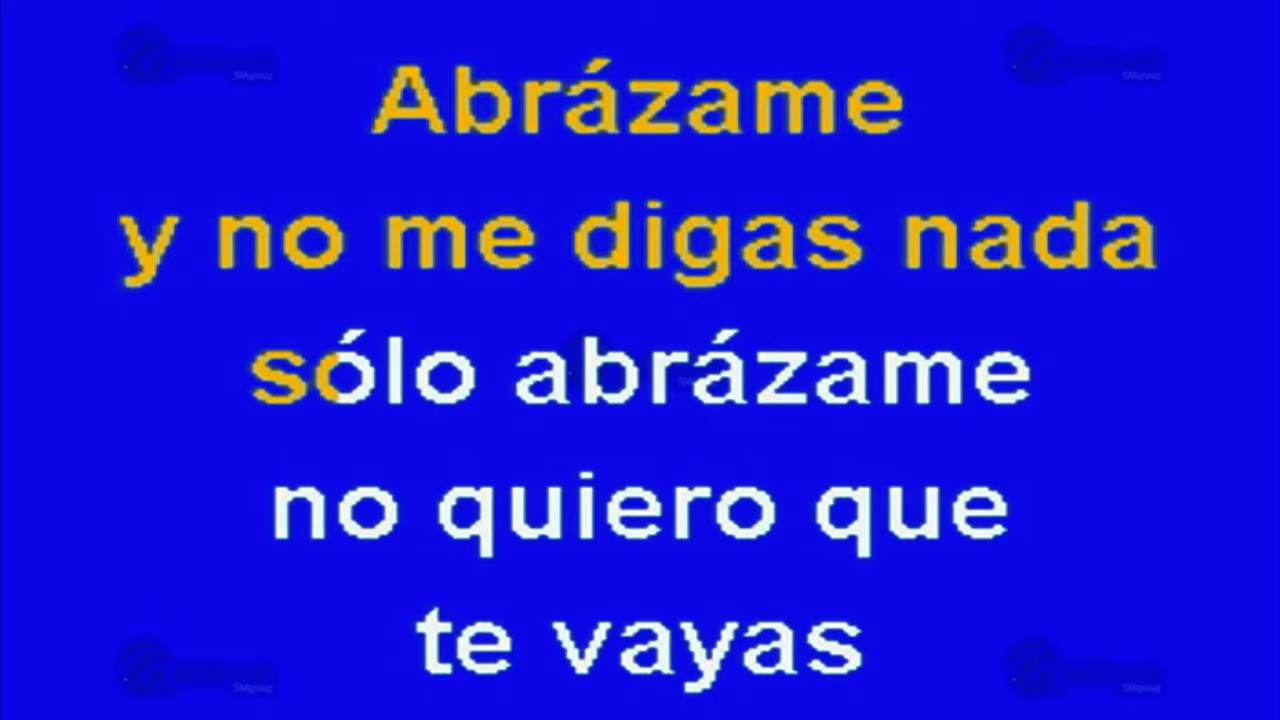 Abrázame
y no me digas nada
sólo abrázame
no quiero que
te vayas